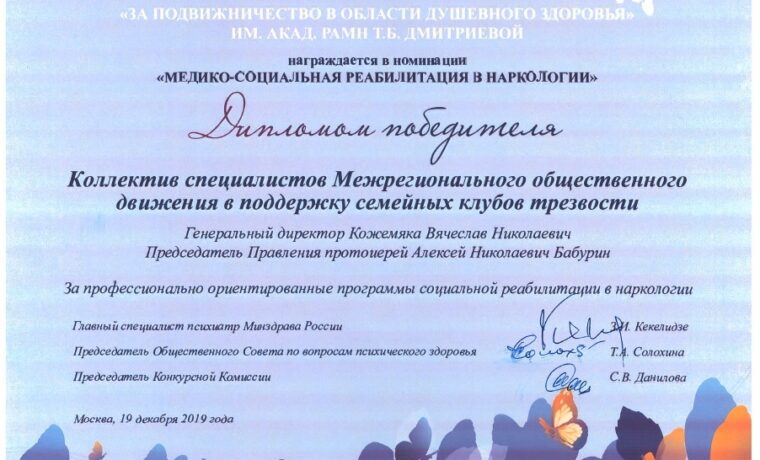 «ЗА ПОДВИЖНИЧЕСТВО В ОБЛАСТИ ДУШЕВНОГО ЗДОРОВЬЯ»
ИМ. АКАД. РАМН Т.Б. ДМИТРИЕВОЙ
награждается в номинации
«МЕДИКО-СОЦИАЛЬНАЯ РЕАБИЛИТАЦИЯ В НАРКОЛОГИИ»
Дипломом победителя
Коллектив специалистов Межрегионального общественного
движения в поддержку семейных клубов трезвости
Генеральный директор Кожемяка Вячеслав Николаевич
Председатель Правления протоиерей Алексей Николаевич Бабурин
За профессионально ориентированные программы социальной реабилитации в наркологии
Главный специалист психиатр Минздрава России З.И. Кекелидзе
Председатель Общественного Совета по вопросам психического здоровья Т.А. Солохина
Председатель Конкурсной Комиссии С.В. Данилова
Москва, 19 декабря 2019 года